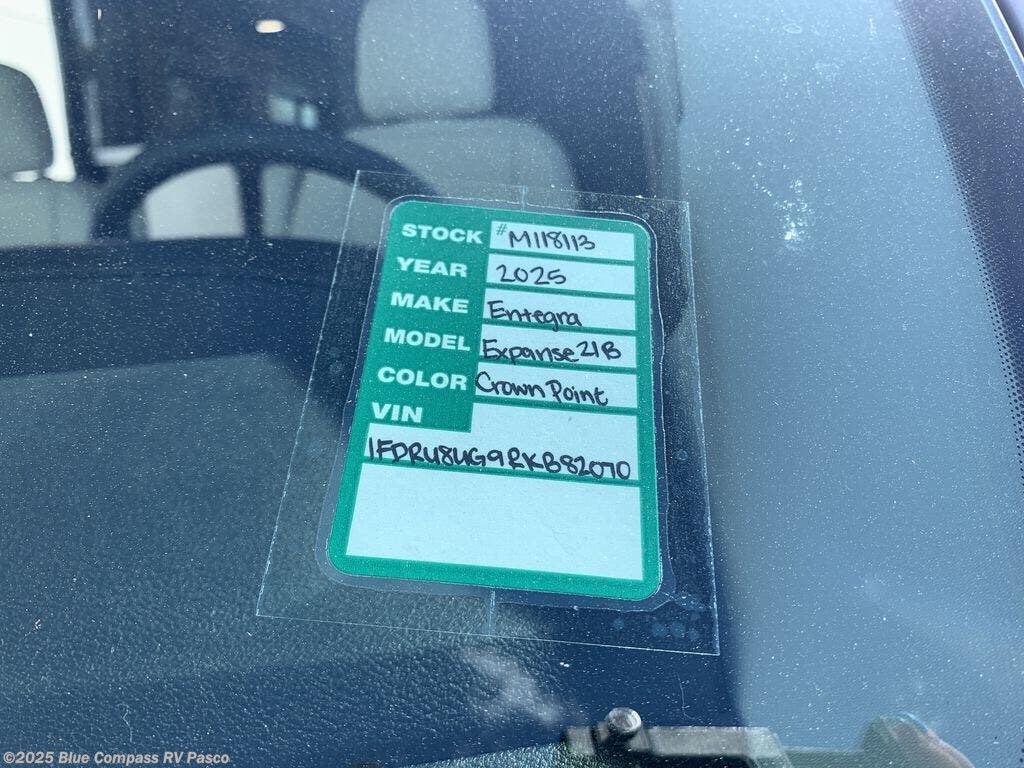 STOCK #M118113
YEAR 2025
MAKE Entegra
MODEL Expanse 21B
COLOR Crown Point
VIN
1FDRU8UG9RKB82070
©2025 Blue Compass RV Pasco